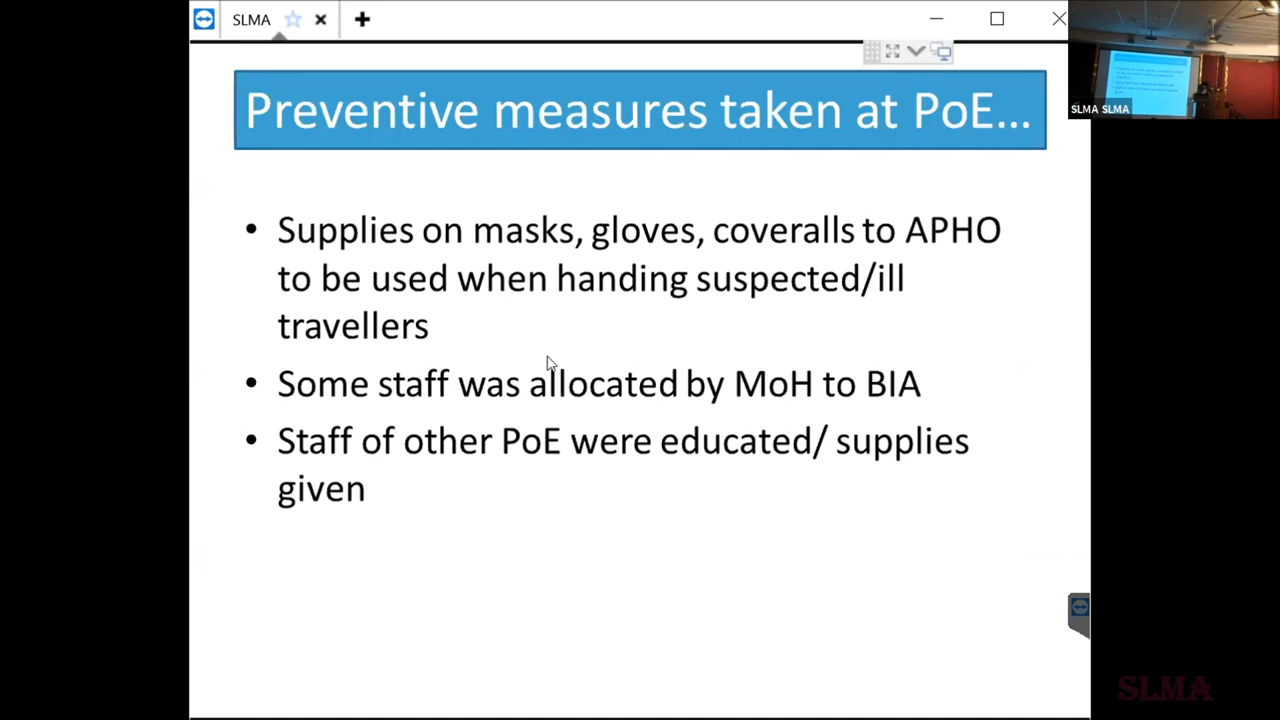 SLMA
Preventive measures taken at PoE...
SLMA SLMA
• Supplies on masks, gloves, coveralls to APHO
to be used when handing suspected/ill
travellers
• Some staff was allocated by MoH to BIA
• Staff of other PoE were educated/ supplies
given
SLMA